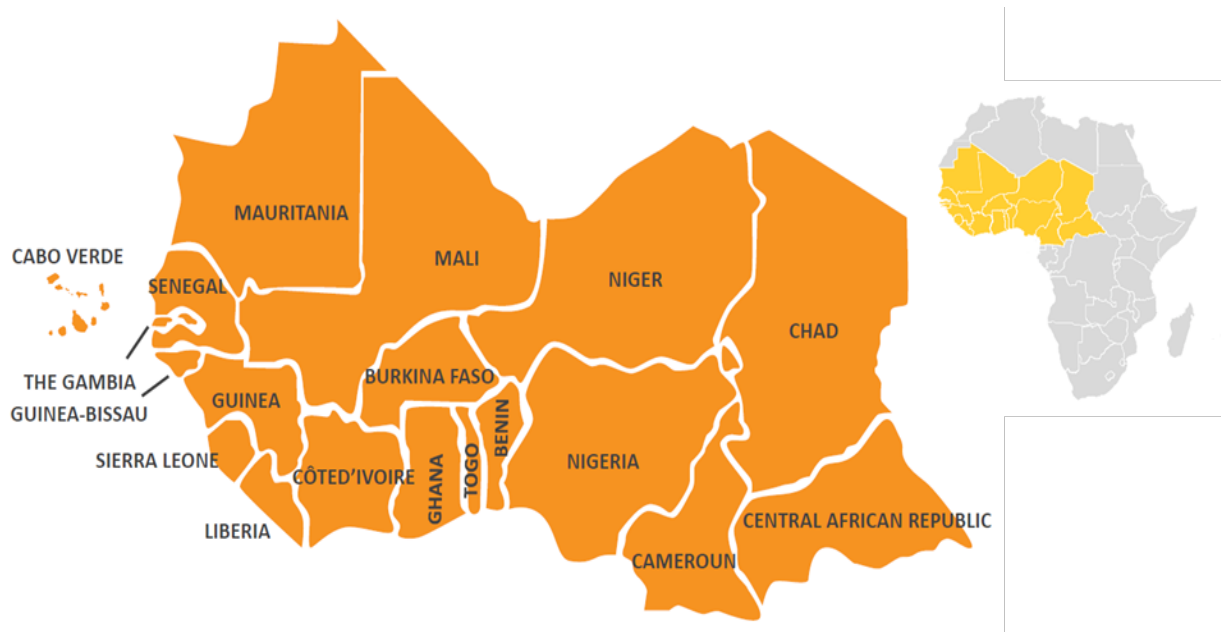 MAURITANIA
CABO VERDE
MALI
SENEGAL
NIGER
CHAD
THE GAMBIA
BURKINA FASO
GUINEA
GUINEA-BISSAU
BENIN
SIERRA LEONE
CÔTED'IVOIRE
GHANA
TOGO
NIGERIA
LIBERIA
CENTRAL AFRICAN REPUBLIC
CAMEROUN